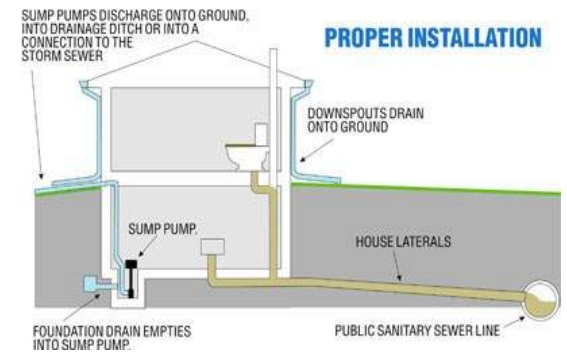 SUMP PUMPS DISCHARGE ONTO GROUND,
INTO DRAINAGE DITCH OR INTO A
CONNECTION TO THE
STORM SEWER
PROPER INSTALLATION
DOWNSPOUTS DRAIN
ONTO GROUND
SUMP PUMP.
HOUSE LATERALS
FOUNDATION DRAIN EMPTIES
INTO SUMP PUMP.
PUBLIC SANITARY SEWER LINE